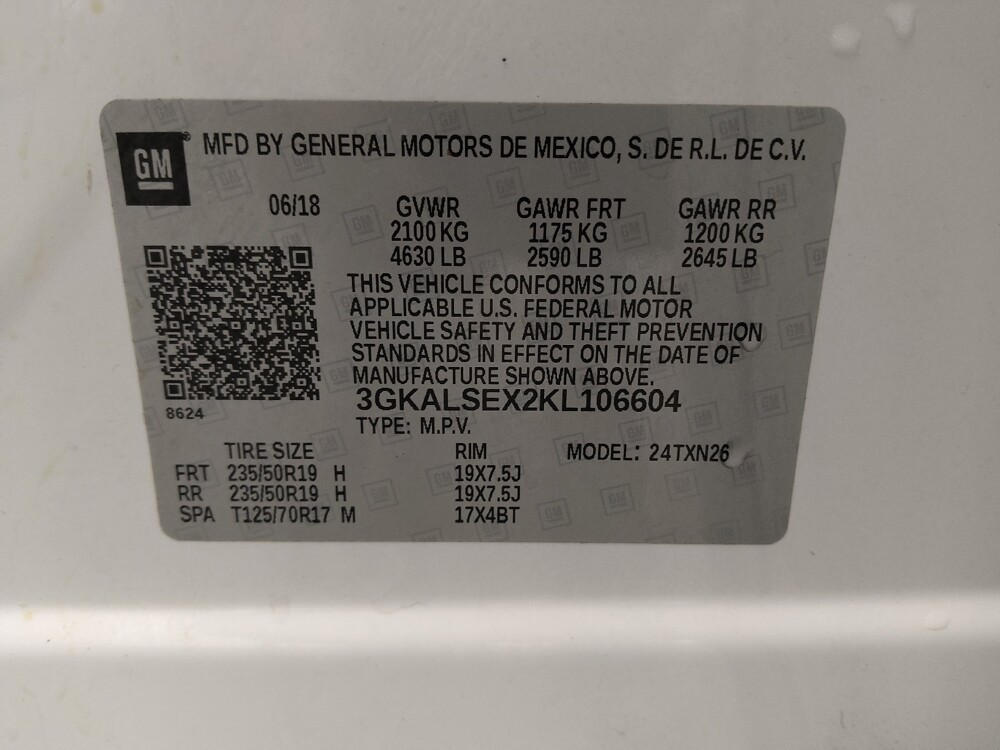 GM ® MFD BY GENERAL MOTORS DE MEXICO, S. DE R.L. DE C.V.
06/18 GVWR GAWR FRT GAWR RR
2100 KG 1175 KG 1200 KG
4630 LB 2590 LB 2645 LB
THIS VEHICLE CONFORMS TO ALL
APPLICABLE U.S. FEDERAL MOTOR
VEHICLE SAFETY AND THEFT PREVENTION
STANDARDS IN EFFECT ON THE DATE OF
MANUFACTURE SHOWN ABOVE.
3GKALSEX2KL106604
8624
TYPE: M.P.V.
TIRE SIZE RIM MODEL: 24TXN26
FRT 235/50R19 H 19X7.5J
RR 235/50R19 H 19X7.5J
SPA T125/70R17 M 17X4BT